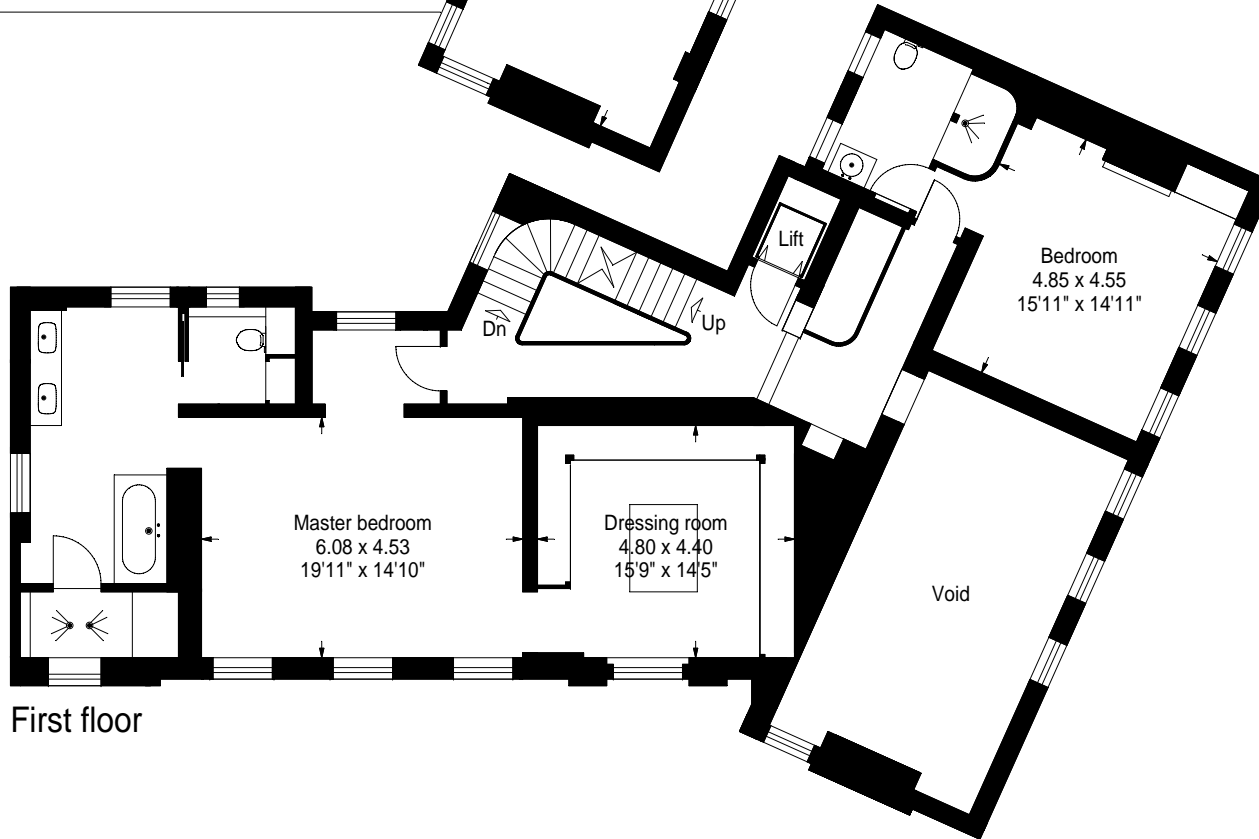 Lift
Bedroom
4.85 x 4.55
15'11" x 14'11"
Dn
Up
Master bedroom
6.08 x 4.53
19'11" x 14'10"
Dressing room
4.80 x 4.40
15'9" x 14'5"
Void
First floor